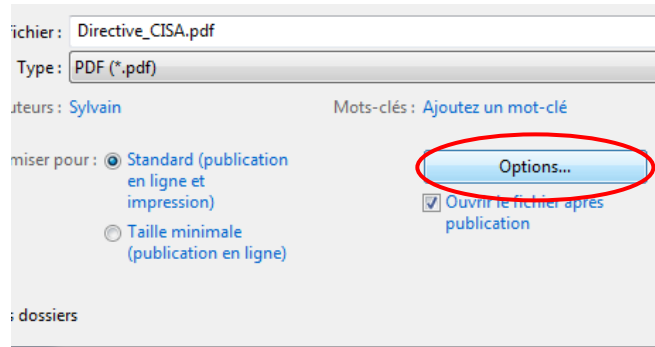 fichier : Directive_CISA.pdf
Type : PDF (*.pdf)
uteurs : Sylvain Mots-clés : Ajoutez un mot-clé
miser pour : Standard (publication en ligne et impression)
Taille minimale (publication en ligne)
Options...
Ouvrir le fichier après publication
s dossiers